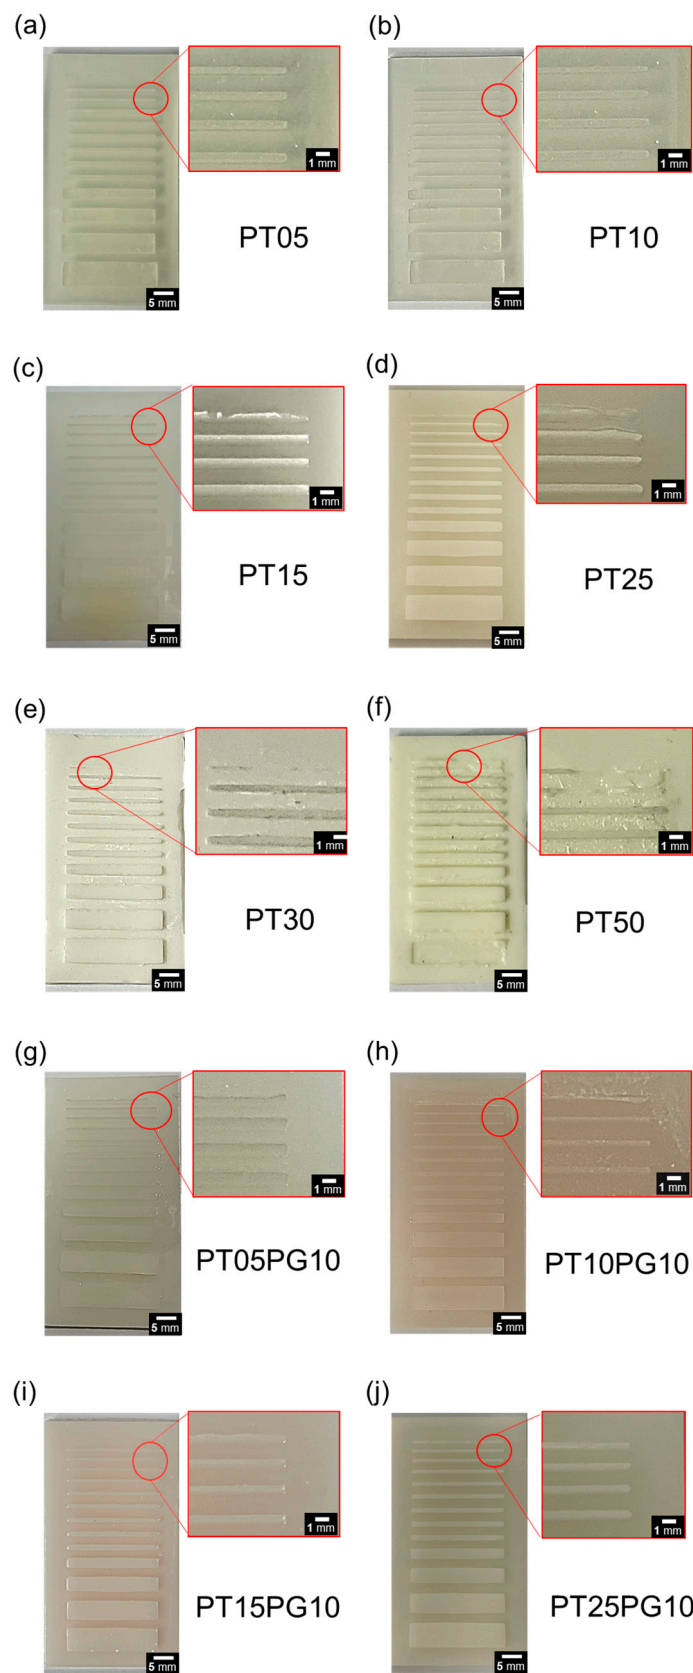 (a)
1 mm
PT05
5 mm
(b)
1 mm
PT10
5 mm
(c)
1 mm
PT15
5 mm
(d)
1 mm
PT25
5 mm
(e)
1 mm
PT30
5 mm
(f)
1 mm
PT50
5 mm
(g)
1 mm
PT05PG10
5 mm
(h)
1 mm
PT10PG10
5 mm
(i)
1 mm
PT15PG10
5 mm
(j)
1 mm
PT25PG10
5 mm